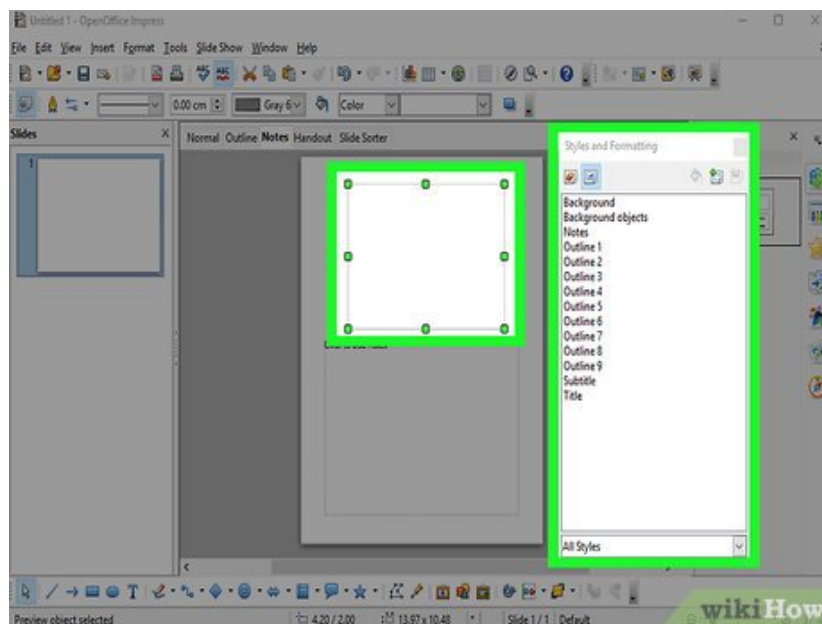 Untitled 1 - OpenOffice Impress
File Edit View Insert Format Tools Slide Show Window Help
0.00 cm Gray 6 Color
Slides
Normal Outline Notes Handout Slide Sorter
1
Styles and Formatting
Background
Background objects
Notes
Outline 1
Outline 2
Outline 3
Outline 4
Outline 5
Outline 6
Outline 7
Outline 8
Outline 9
Subtitle
Title
All Styles
Preview object selected 4.20 / 2.00 13.97 x 10.48 Slide 1 / 1 Default
wikiHow